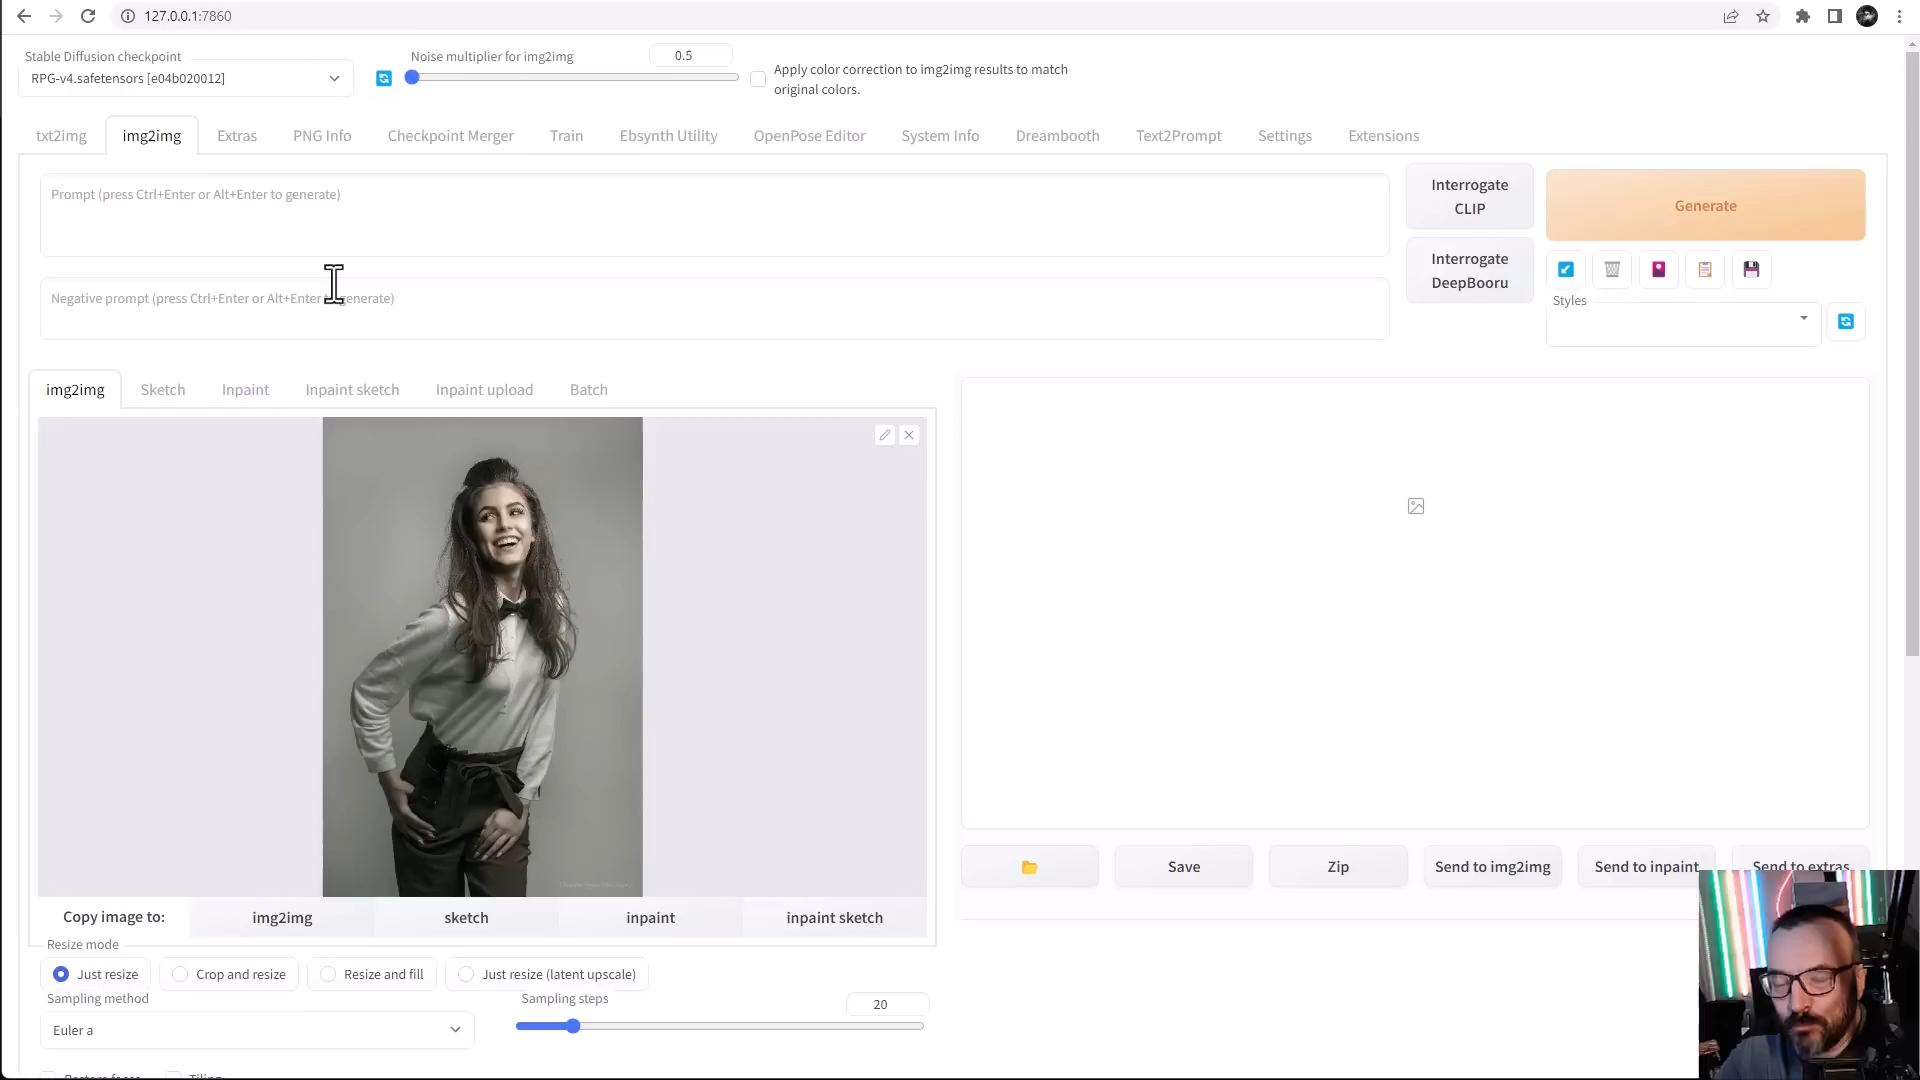 127.0.0.1:7860
Stable Diffusion checkpoint
RPG-v4.safetensors [e04b020012]
Noise multiplier for img2img
0.5
Apply color correction to img2img results to match
original colors.
txt2img
img2img
Extras
PNG Info
Checkpoint Merger
Train
Ebsynth Utility
OpenPose Editor
System Info
Dreambooth
Text2Prompt
Settings
Extensions
Prompt (press Ctrl+Enter or Alt+Enter to generate)
Negative prompt (press Ctrl+Enter or Alt+Enter generate)
Interrogate
CLIP
Interrogate
DeepBooru
Generate
Styles
img2img
Sketch
Inpaint
Inpaint sketch
Inpaint upload
Batch
Copy image to:
img2img
sketch
inpaint
inpaint sketch
Save
Zip
Send to img2img
Send to inpaint
Send to extras
Resize mode
Just resize
Crop and resize
Resize and fill
Just resize (latent upscale)
Sampling method
Euler a
Sampling steps
20